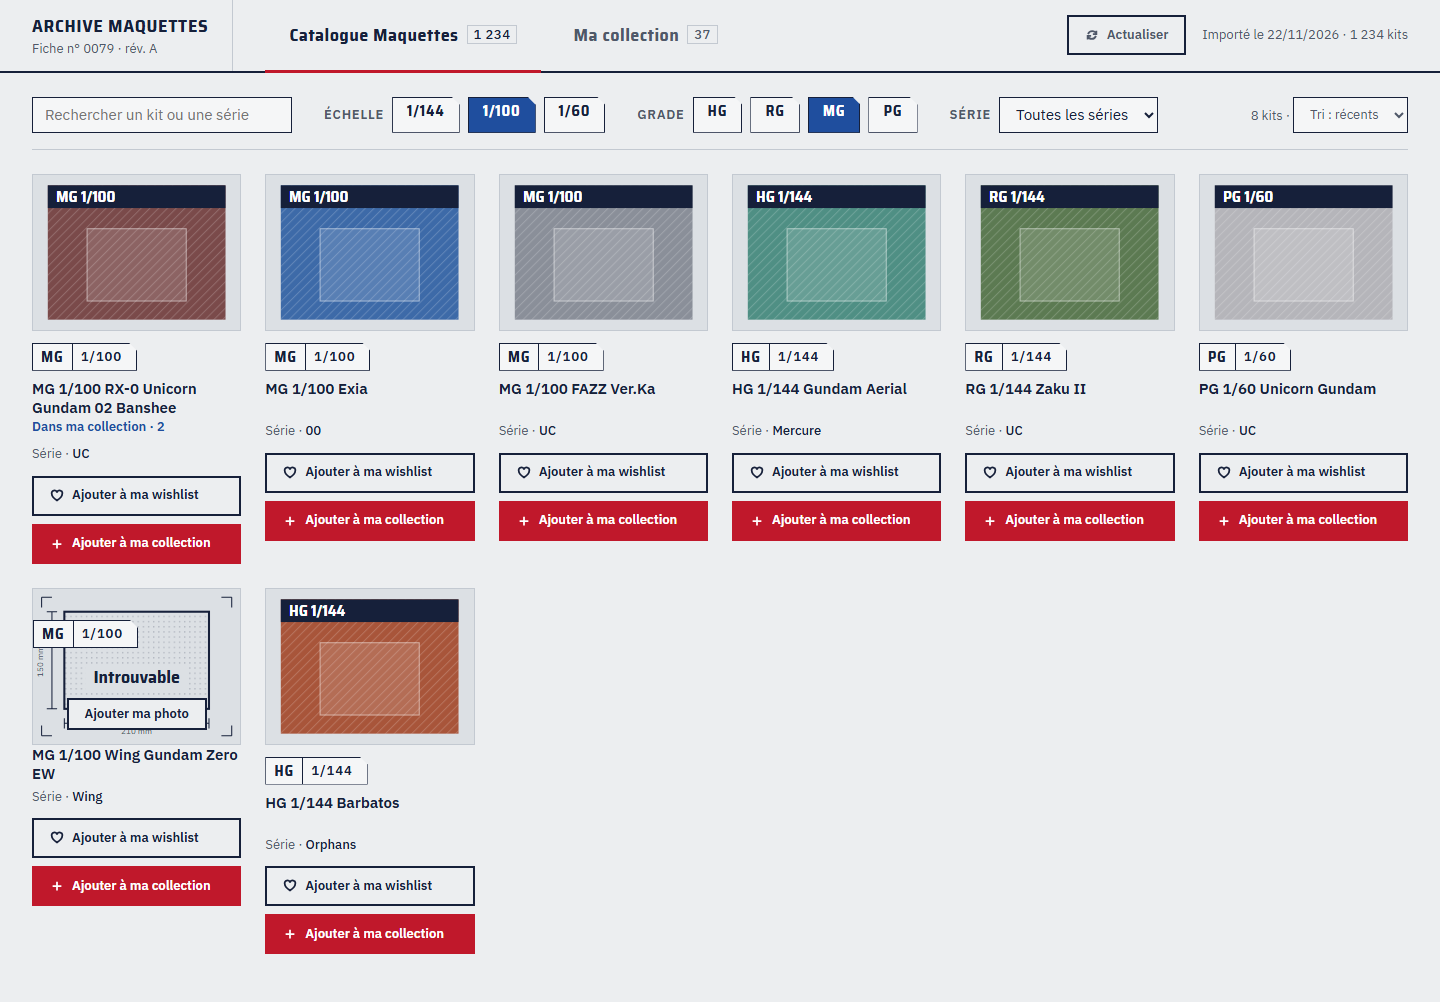 ARCHIVE MAQUETTES
Fiche n° 0079 · rév. A
Catalogue Maquettes 1 234
Ma collection 37
Actualiser
Importé le 22/11/2026 · 1 234 kits
Rechercher un kit ou une série
ÉCHELLE 1/144 1/100 1/60
GRADE HG RG MG PG
SÉRIE Toutes les séries
8 kits · Tri : récents
MG 1/100
MG 1/100
MG 1/100 RX-0 Unicorn
Gundam 02 Banshee
Dans ma collection · 2
Série · UC
Ajouter à ma wishlist
+ Ajouter à ma collection
MG 1/100
MG 1/100
MG 1/100 Exia
Série · 00
Ajouter à ma wishlist
+ Ajouter à ma collection
MG 1/100
MG 1/100
MG 1/100 FAZZ Ver.Ka
Série · UC
Ajouter à ma wishlist
+ Ajouter à ma collection
HG 1/144
HG 1/144
HG 1/144 Gundam Aerial
Série · Mercure
Ajouter à ma wishlist
+ Ajouter à ma collection
RG 1/144
RG 1/144
RG 1/144 Zaku II
Série · UC
Ajouter à ma wishlist
+ Ajouter à ma collection
PG 1/60
PG 1/60
PG 1/60 Unicorn Gundam
Série · UC
Ajouter à ma wishlist
+ Ajouter à ma collection
MG 1/100
150 mm
Introuvable
Ajouter ma photo
210 mm
MG 1/100 Wing Gundam Zero
EW
Série · Wing
Ajouter à ma wishlist
+ Ajouter à ma collection
HG 1/144
HG 1/144
HG 1/144 Barbatos
Série · Orphans
Ajouter à ma wishlist
+ Ajouter à ma collection